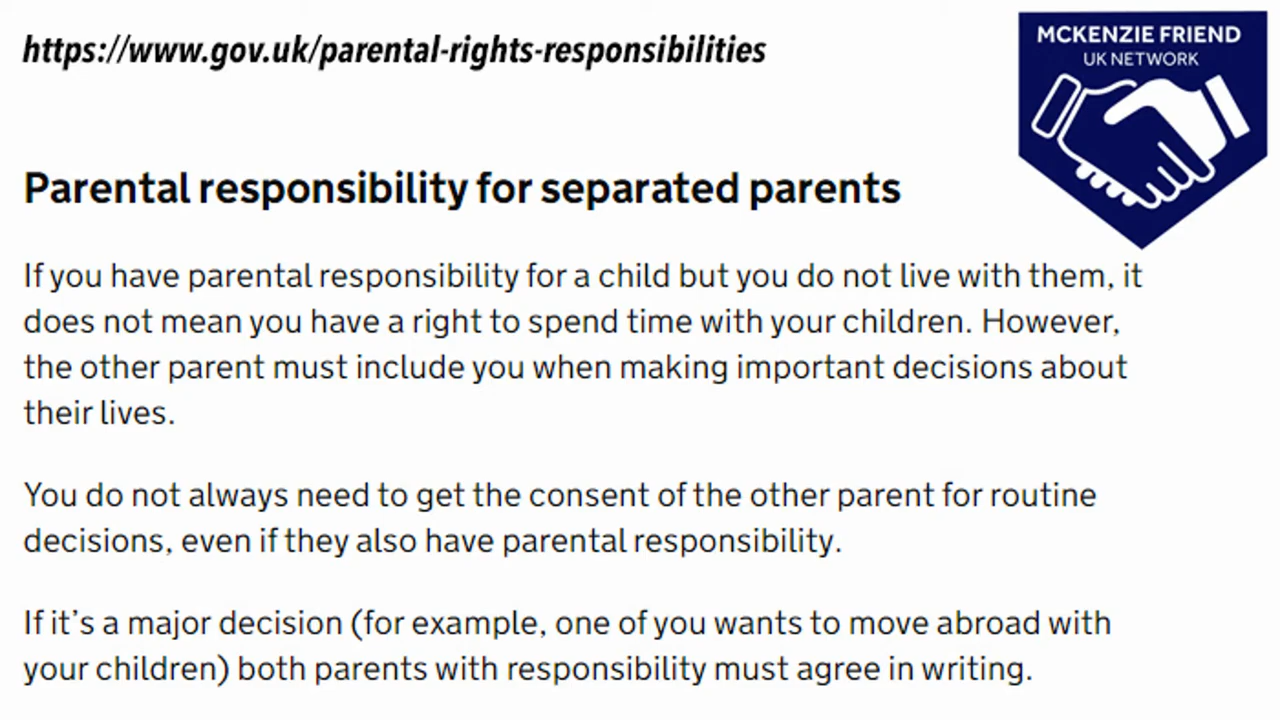 https://www.gov.uk/parental-rights-responsibilities
MCKENZIE FRIEND
UK NETWORK
Parental responsibility for separated parents
If you have parental responsibility for a child but you do not live with them, it
does not mean you have a right to spend time with your children. However,
the other parent must include you when making important decisions about
their lives.
You do not always need to get the consent of the other parent for routine
decisions, even if they also have parental responsibility.
If it’s a major decision (for example, one of you wants to move abroad with
your children) both parents with responsibility must agree in writing.